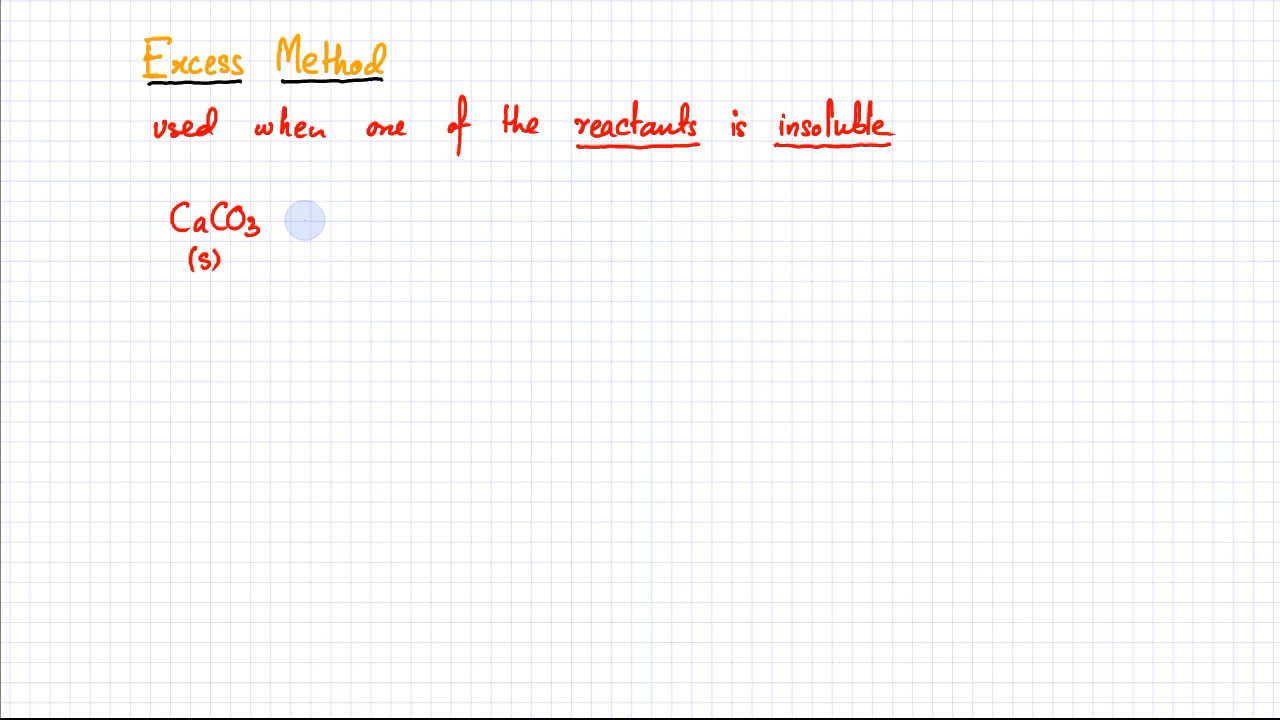 Excess Method
used when one of the reactants is insoluble
CaCO3
(s)